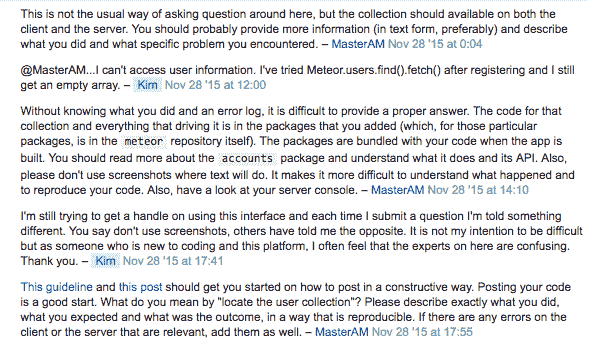 This is not the usual way of asking question around here, but the collection should available on both the
client and the server. You should probably provide more information (in text form, preferably) and describe
what you did and what specific problem you encountered. – MasterAM Nov 28 '15 at 0:04
@MasterAM...I can't access user information. I've tried Meteor.users.find().fetch() after registering and I still
get an empty array. – Kim Nov 28 '15 at 12:00
Without knowing what you did and an error log, it is difficult to provide a proper answer. The code for that
collection and everything that driving it is in the packages that you added (which, for those particular
packages, is in the meteor repository itself). The packages are bundled with your code when the app is
built. You should read more about the accounts package and understand what it does and its API. Also,
please don't use screenshots where text will do. It makes it more difficult to understand what happened and
to reproduce your code. Also, have a look at your server console. – MasterAM Nov 28 '15 at 14:10
I'm still trying to get a handle on using this interface and each time I submit a question I'm told something
different. You say don't use screenshots, others have told me the opposite. It is not my intention to be difficult
but as someone who is new to coding and this platform, I often feel that the experts on here are confusing.
Thank you. – Kim Nov 28 '15 at 17:41
This guideline and this post should get you started on how to post in a constructive way. Posting your code
is a good start. What do you mean by "locate the user collection"? Please describe exactly what you did,
what you expected and what was the outcome, in a way that is reproducible. If there are any errors on the
client or the server that are relevant, add them as well. – MasterAM Nov 28 '15 at 17:55